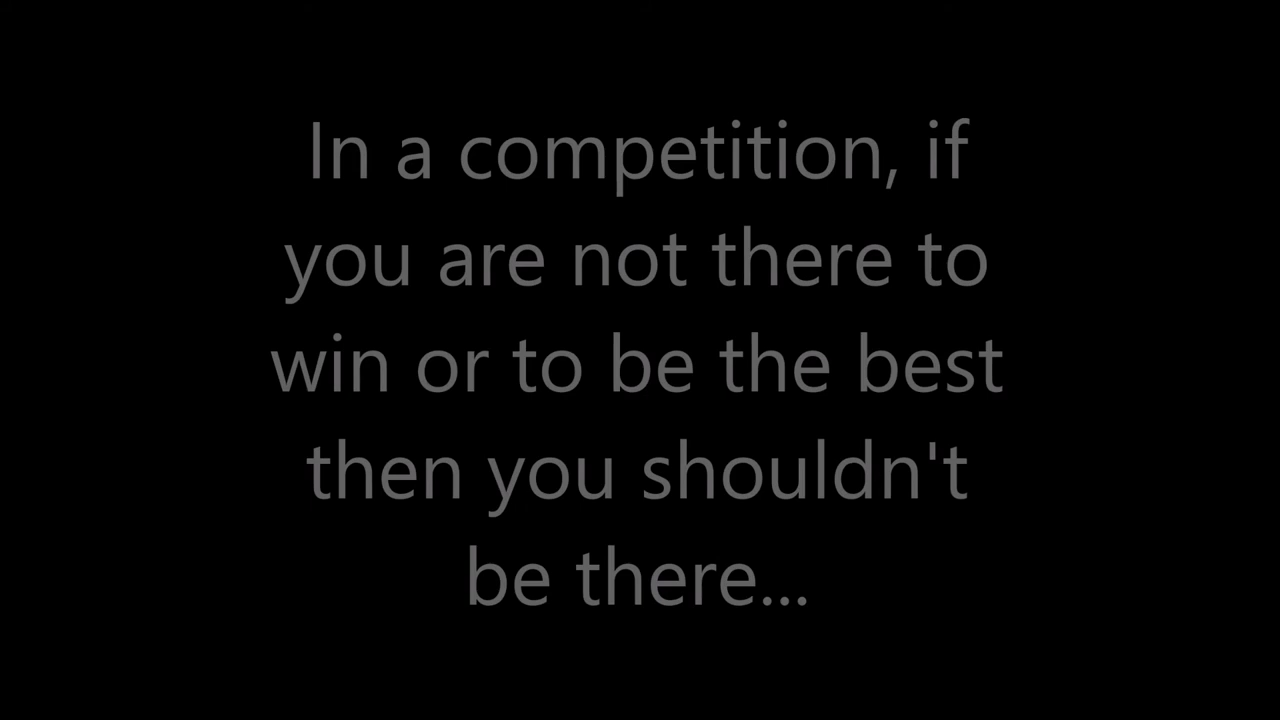 In a competition, if
you are not there to
win or to be the best
then you shouldn't
be there...